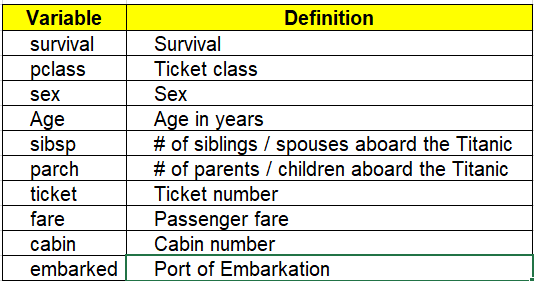 Variable Definition
survival Survival
pclass Ticket class
sex Sex
Age Age in years
sibsp # of siblings / spouses aboard the Titanic
parch # of parents / children aboard the Titanic
ticket Ticket number
fare Passenger fare
cabin Cabin number
embarked Port of Embarkation